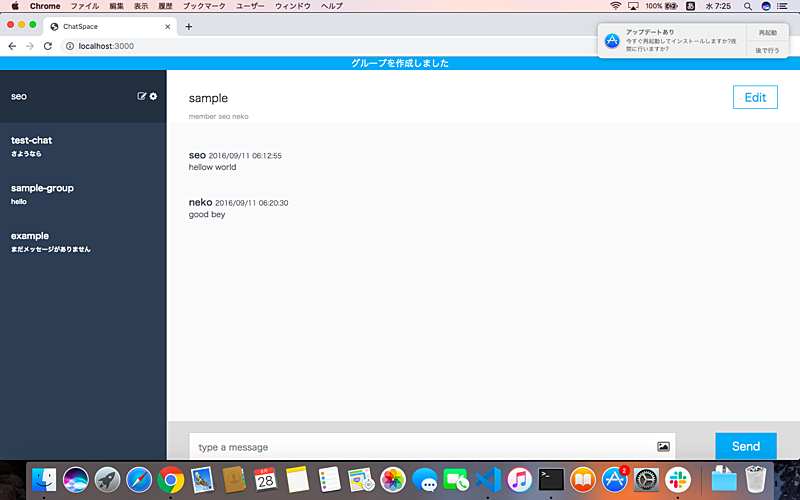 Chrome ファイル 編集 表示 履歴 ブックマーク ユーザー ウィンドウ ヘルプ 100% あ 水 7:25
ChatSpace
localhost:3000
アップデートあり
今すぐ再起動してインストールしますか?夜
間に行いますか?
再起動
後で行う
グループを作成しました
seo
test-chat
さようなら
sample-group
hello
example
まだメッセージがありません
sample
member seo neko
Edit
seo 2016/09/11 06:12:55
hellow world
neko 2016/09/11 06:20:30
good bey
type a message
Send
8月
28
2